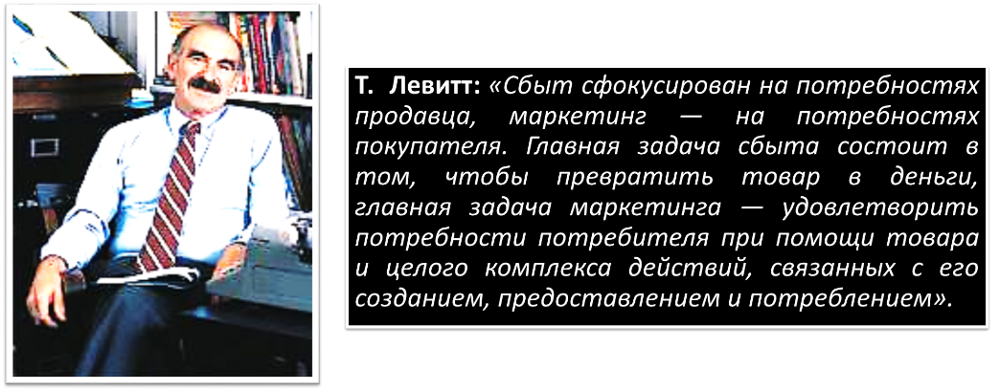 Т. Левитт: «Сбыт сфокусирован на потребностях
продавца, маркетинг — на потребностях
покупателя. Главная задача сбыта состоит в
том, чтобы превратить товар в деньги,
главная задача маркетинга — удовлетворить
потребности потребителя при помощи товара
и целого комплекса действий, связанных с его
созданием, предоставлением и потреблением».